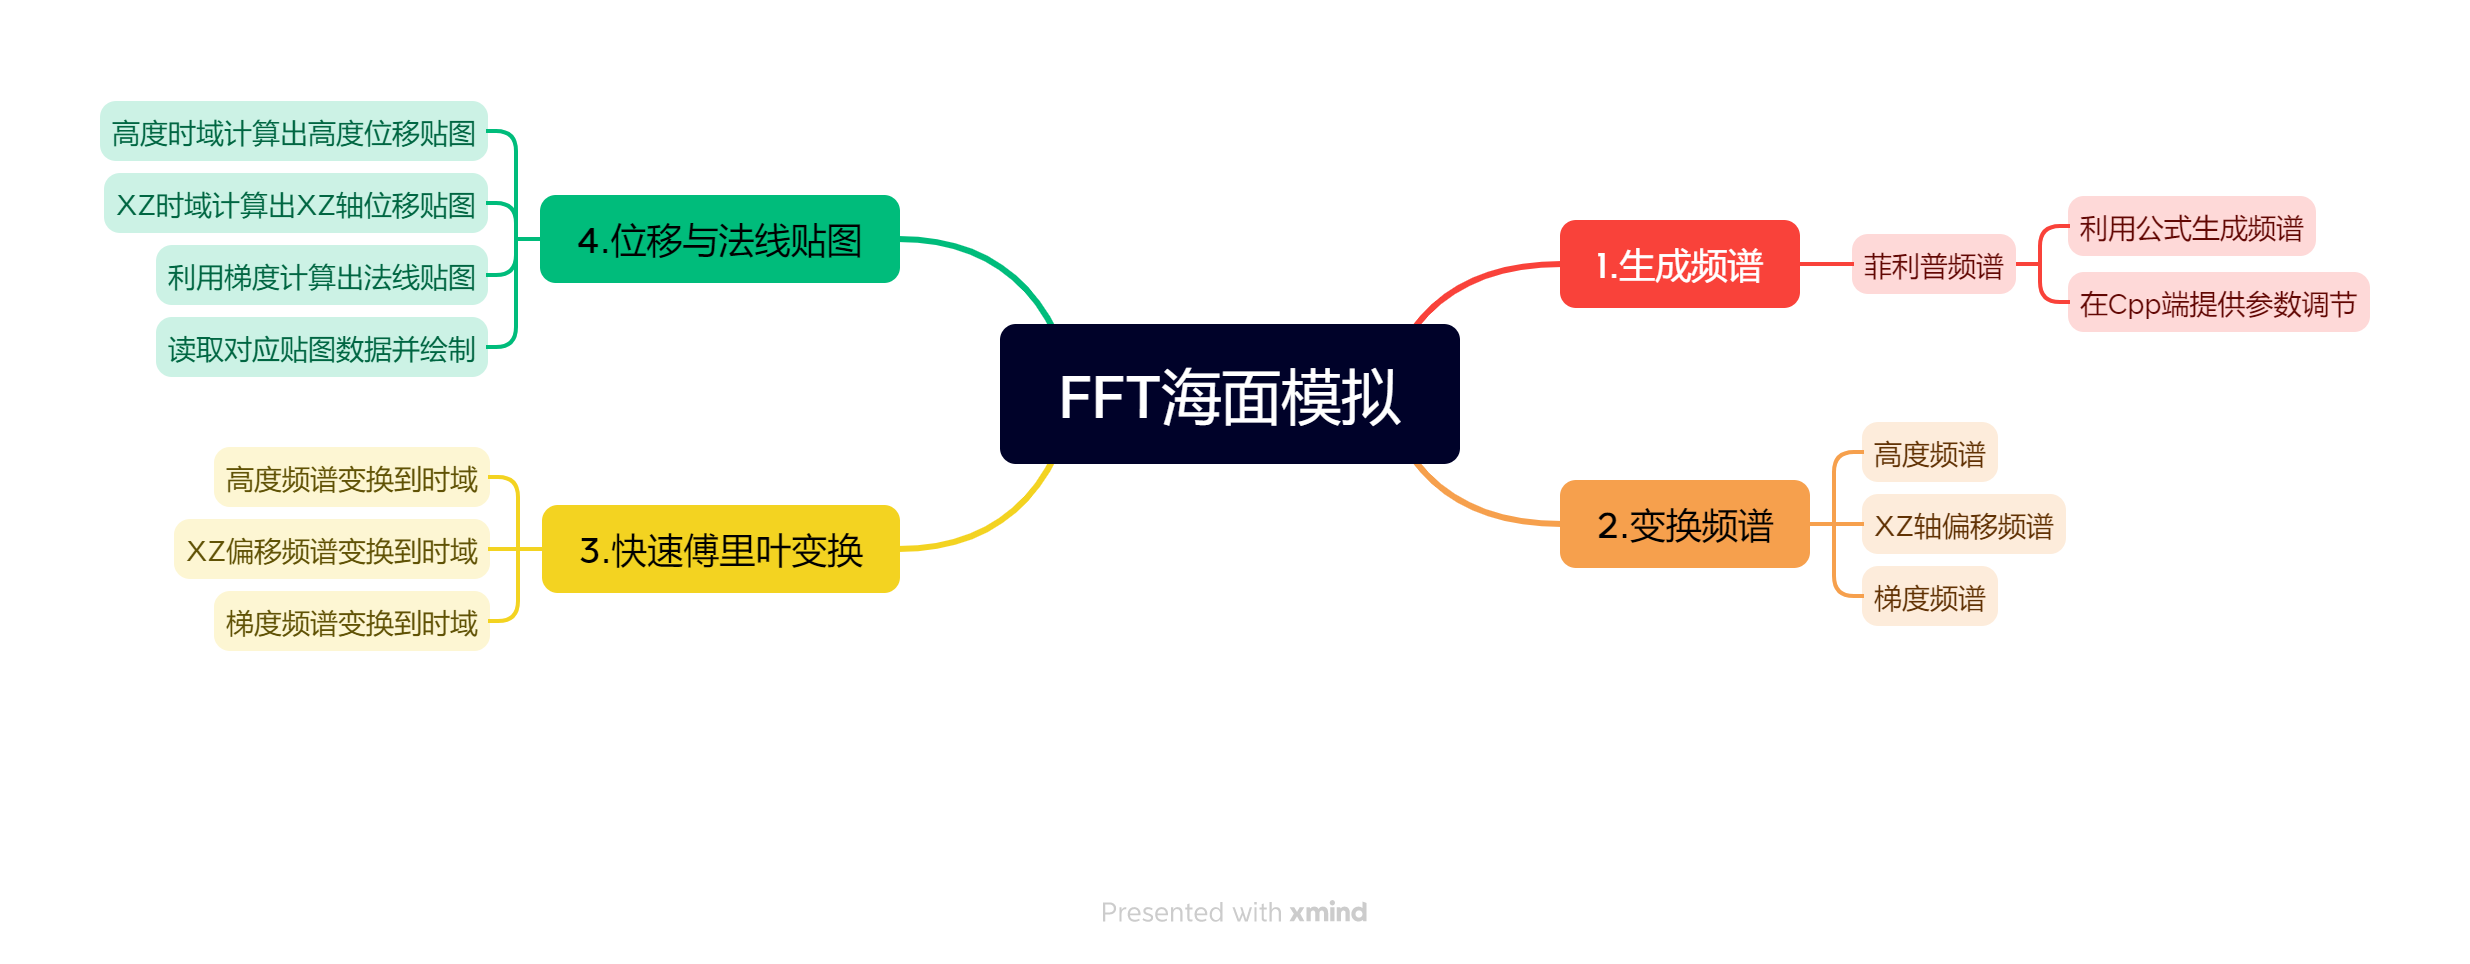 FFT海面模拟
1.生成频谱
菲利普频谱
利用公式生成频谱
在Cpp端提供参数调节
2.变换频谱
高度频谱
XZ轴偏移频谱
梯度频谱
3.快速傅里叶变换
高度频谱变换到时域
XZ偏移频谱变换到时域
梯度频谱变换到时域
4.位移与法线贴图
高度时域计算出高度位移贴图
XZ时域计算出XZ轴位移贴图
利用梯度计算出法线贴图
读取对应贴图数据并绘制
Presented with xmind